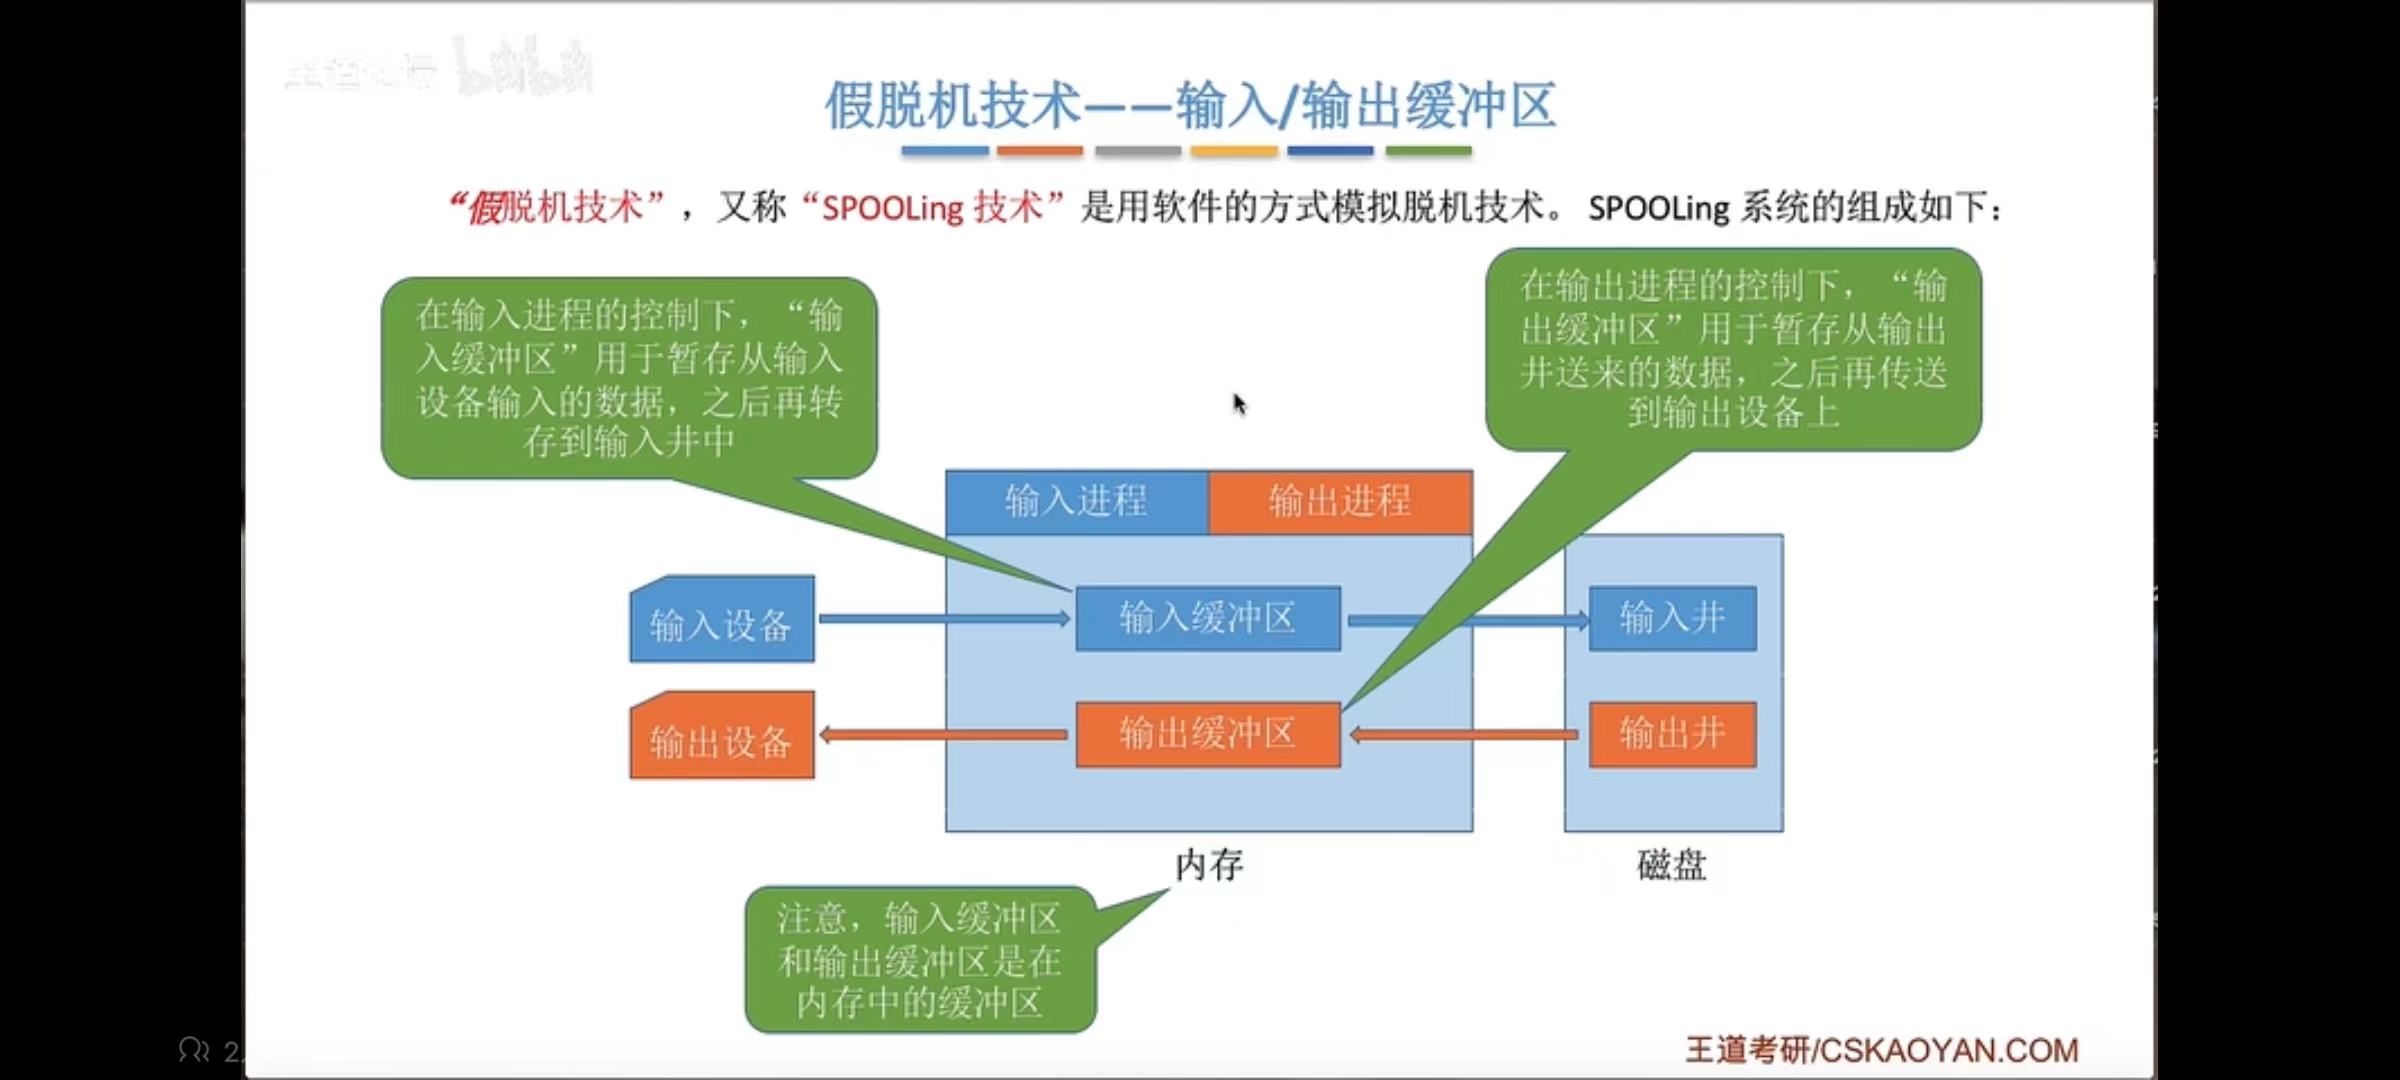 假脱机技术——输入/输出缓冲区
“假脱机技术”，又称“SPOOLing 技术”是用软件的方式模拟脱机技术。 SPOOLing 系统的组成如下：
在输入进程的控制下，“输
入缓冲区”用于暂存从输入
设备输入的数据，之后再转
存到输入井中
在输出进程的控制下，“输
出缓冲区”用于暂存从输出
井送来的数据，之后再传送
到输出设备上
输入进程
输出进程
输入设备
输入缓冲区
输入井
输出设备
输出缓冲区
输出井
内存
磁盘
注意，输入缓冲区
和输出缓冲区是在
内存中的缓冲区
王道考研/CSKAOYAN.COM